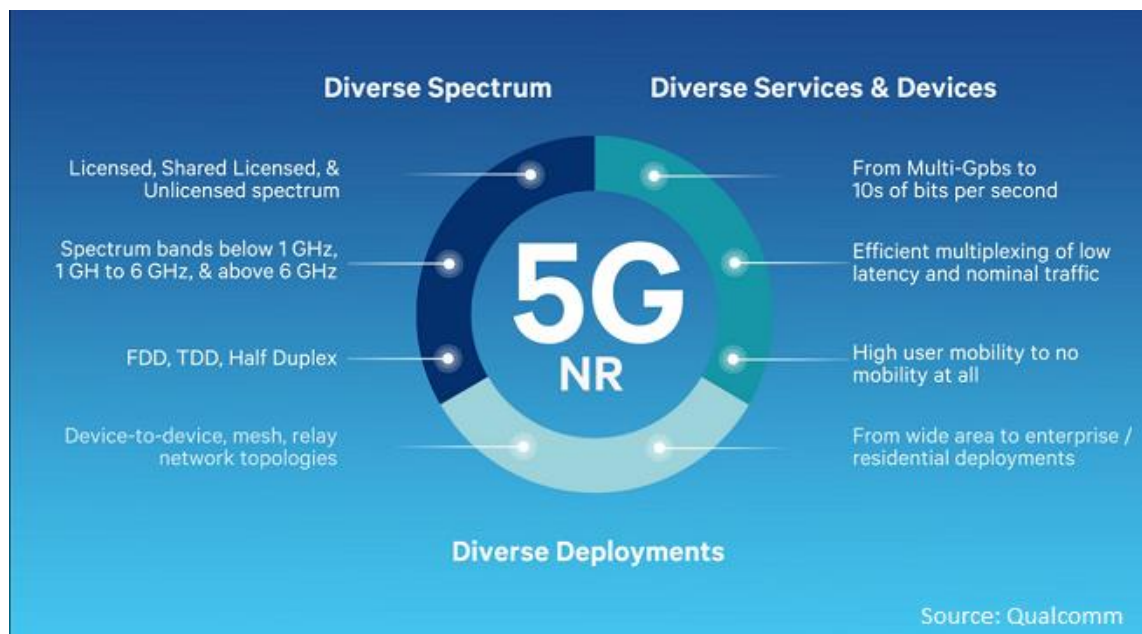 Diverse Spectrum
Licensed, Shared Licensed, &
Unlicensed spectrum
Spectrum bands below 1 GHz,
1 GH to 6 GHz, & above 6 GHz
FDD, TDD, Half Duplex
Device-to-device, mesh, relay
network topologies
5G
NR
Diverse Services & Devices
From Multi-Gpbs to
10s of bits per second
Efficient multiplexing of low
latency and nominal traffic
High user mobility to no
mobility at all
From wide area to enterprise /
residential deployments
Diverse Deployments
Source: Qualcomm